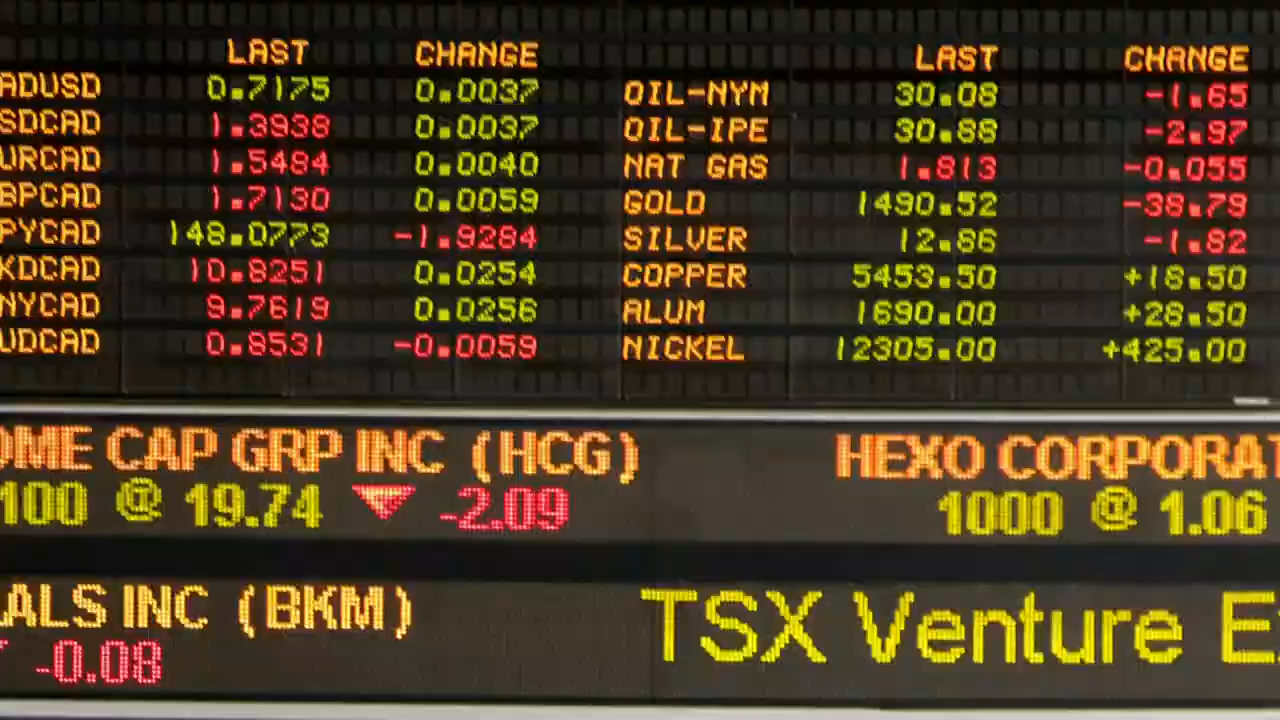 LAST CHANGE LAST CHANGE
ADUSD 0.7175 0.0037 OIL-NYM 30.08 -1.65
SDCAD 1.3938 0.0037 OIL-IPE 30.88 -2.97
URCAD 1.5484 0.0040 NAT GAS 1.813 -0.055
BPCAD 1.7130 0.0059 GOLD 1490.52 -38.79
PYCAD 148.0773 -1.9284 SILVER 12.86 -1.82
KDCAD 10.8251 0.0254 COPPER 5453.50 +18.50
NYCAD 9.7619 0.0256 ALUM 1690.00 +28.50
UDCAD 0.8531 -0.0059 NICKEL 12305.00 +425.00
OME CAP GRP INC (HCG) HEXO CORPORAT
100 @ 19.74 ▼ -2.09 1000 @ 1.06
ALS INC (BKM) TSX Venture E
-0.08